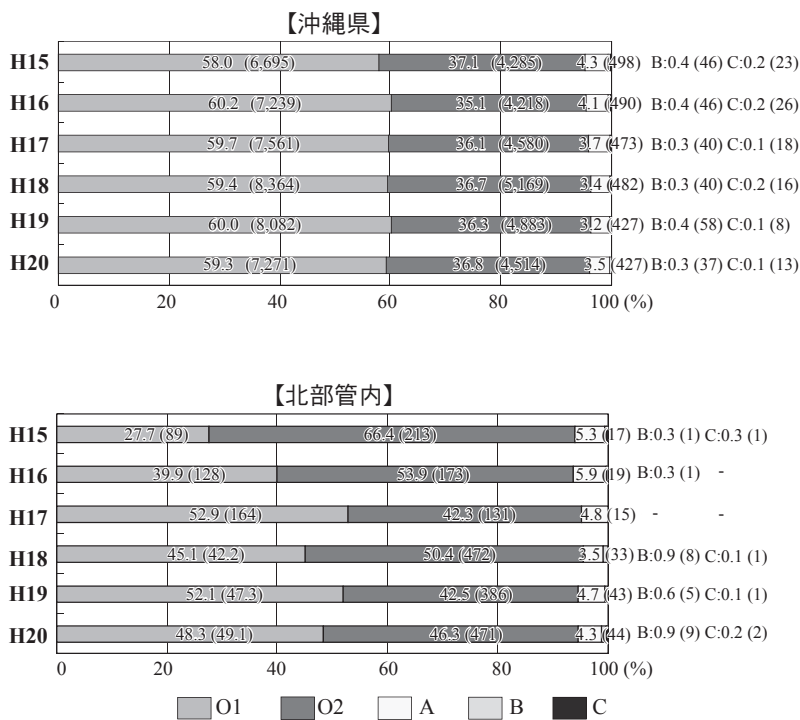 【沖縄県】
H15 58.0 (6,695) 37.1 (4,285) 4.3 (498) B:0.4 (46) C:0.2 (23)
H16 60.2 (7,239) 35.1 (4,218) 4.1 (490) B:0.4 (46) C:0.2 (26)
H17 59.7 (7,561) 36.1 (4,580) 3.7 (473) B:0.3 (40) C:0.1 (18)
H18 59.4 (8,364) 36.7 (5,169) 3.4 (482) B:0.3 (40) C:0.2 (16)
H19 60.0 (8,082) 36.3 (4,883) 3.2 (427) B:0.4 (58) C:0.1 (8)
H20 59.3 (7,271) 36.8 (4,514) 3.5 (427) B:0.3 (37) C:0.1 (13)
0 20 40 60 80 100 (%)
【北部管内】
H15 27.7 (89) 66.4 (213) 5.3 (17) B:0.3 (1) C:0.3 (1)
H16 39.9 (128) 53.9 (173) 5.9 (19) B:0.3 (1) -
H17 52.9 (164) 42.3 (131) 4.8 (15) - -
H18 45.1 (42.2) 50.4 (472) 3.5 (33) B:0.9 (8) C:0.1 (1)
H19 52.1 (47.3) 42.5 (386) 4.7 (43) B:0.6 (5) C:0.1 (1)
H20 48.3 (49.1) 46.3 (471) 4.3 (44) B:0.9 (9) C:0.2 (2)
0 20 40 60 80 100 (%)
O1 O2 A B C